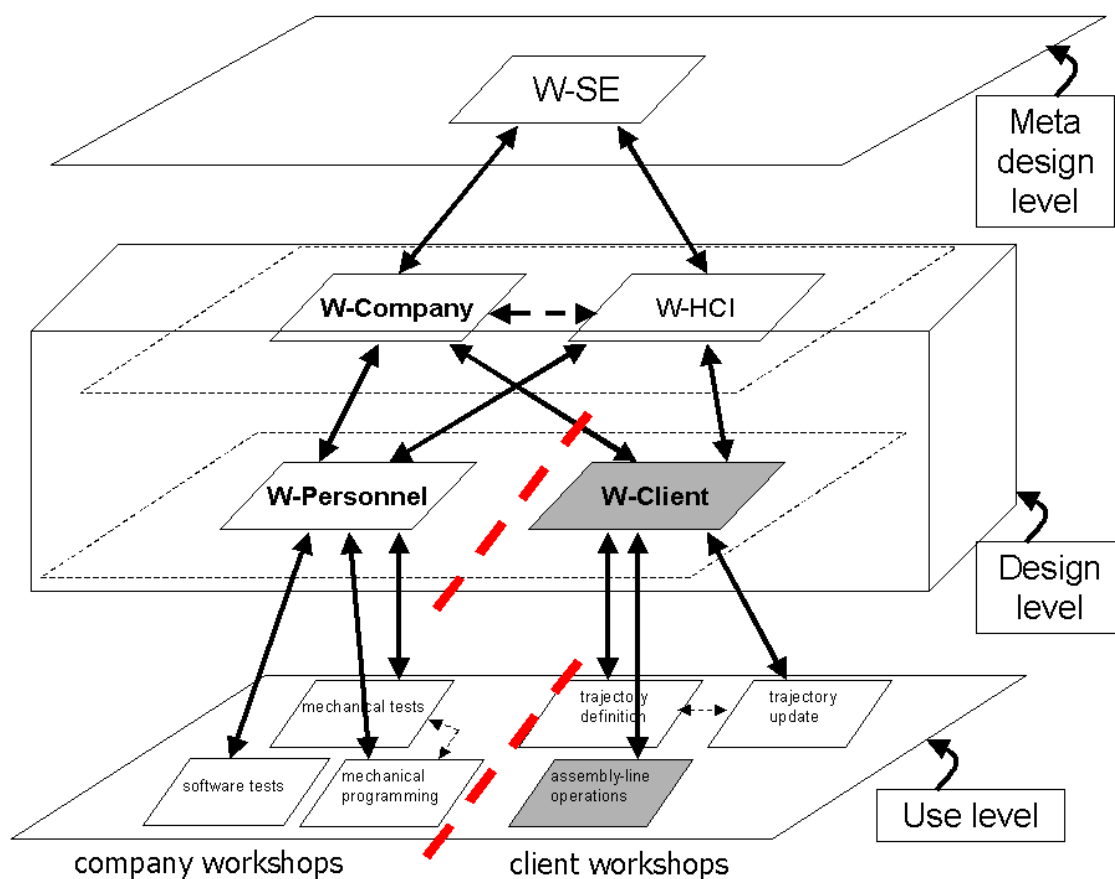 W-SE
Meta
design
level
W-Company
W-HCI
W-Personnel
W-Client
Design
level
mechanical tests
trajectory
definition
trajectory
update
software tests
mechanical
programming
assembly-line
operations
Use level
company workshops
client workshops